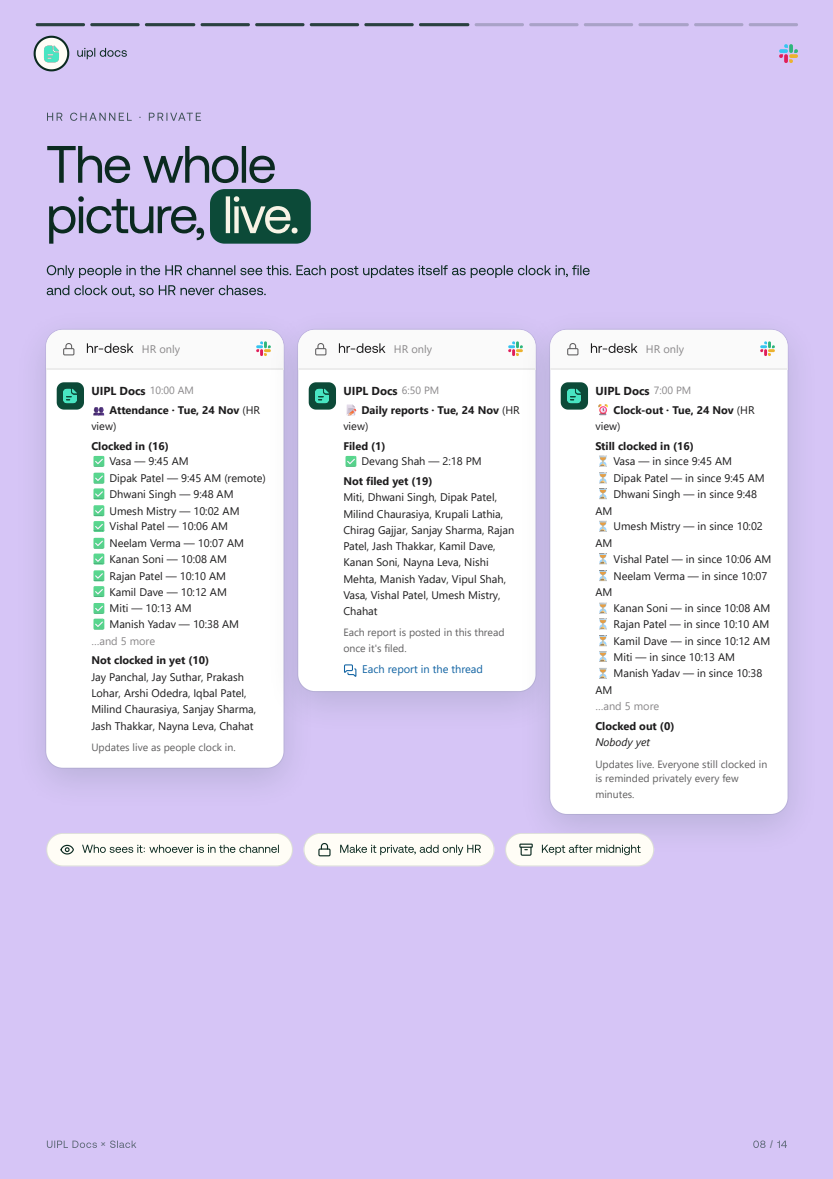 uipl docs
HR CHANNEL · PRIVATE
The whole
picture, live.
Only people in the HR channel see this. Each post updates itself as people clock in, file
and clock out, so HR never chases.
hr-desk HR only
UIPL Docs 10:00 AM
👥 Attendance · Tue, 24 Nov (HR
view)
Clocked in (16)
✅ Vasa — 9:45 AM
✅ Dipak Patel — 9:45 AM (remote)
✅ Dhwani Singh — 9:48 AM
✅ Umesh Mistry — 10:02 AM
✅ Vishal Patel — 10:06 AM
✅ Neelam Verma — 10:07 AM
✅ Kanan Soni — 10:08 AM
✅ Rajan Patel — 10:10 AM
✅ Kamil Dave — 10:12 AM
✅ Miti — 10:13 AM
✅ Manish Yadav — 10:38 AM
...and 5 more
Not clocked in yet (10)
Jay Panchal, Jay Suthar, Prakash
Lohar, Arshi Odedra, Iqbal Patel,
Milind Chaurasiya, Sanjay Sharma,
Jash Thakkar, Nayna Leva, Chahat
Updates live as people clock in.
hr-desk HR only
UIPL Docs 6:50 PM
📝 Daily reports · Tue, 24 Nov (HR
view)
Filed (1)
✅ Devang Shah — 2:18 PM
Not filed yet (19)
Miti, Dhwani Singh, Dipak Patel,
Milind Chaurasiya, Krupali Lathia,
Chirag Gajjar, Sanjay Sharma, Rajan
Patel, Jash Thakkar, Kamil Dave,
Kanan Soni, Nayna Leva, Nishi
Mehta, Manish Yadav, Vipul Shah,
Vasa, Vishal Patel, Umesh Mistry,
Chahat
Each report is posted in this thread
once it's filed.
Each report in the thread
hr-desk HR only
UIPL Docs 7:00 PM
⏰ Clock-out · Tue, 24 Nov (HR
view)
Still clocked in (16)
⏳ Vasa — in since 9:45 AM
⏳ Dipak Patel — in since 9:45 AM
⏳ Dhwani Singh — in since 9:48
AM
⏳ Umesh Mistry — in since 10:02
AM
⏳ Vishal Patel — in since 10:06 AM
⏳ Neelam Verma — in since 10:07
AM
⏳ Kanan Soni — in since 10:08 AM
⏳ Rajan Patel — in since 10:10 AM
⏳ Kamil Dave — in since 10:12 AM
⏳ Miti — in since 10:13 AM
⏳ Manish Yadav — in since 10:38
AM
...and 5 more
Clocked out (0)
Nobody yet
Updates live. Everyone still clocked in
is reminded privately every few
minutes.
Who sees it: whoever is in the channel
Make it private, add only HR
Kept after midnight
UIPL Docs × Slack
08 / 14